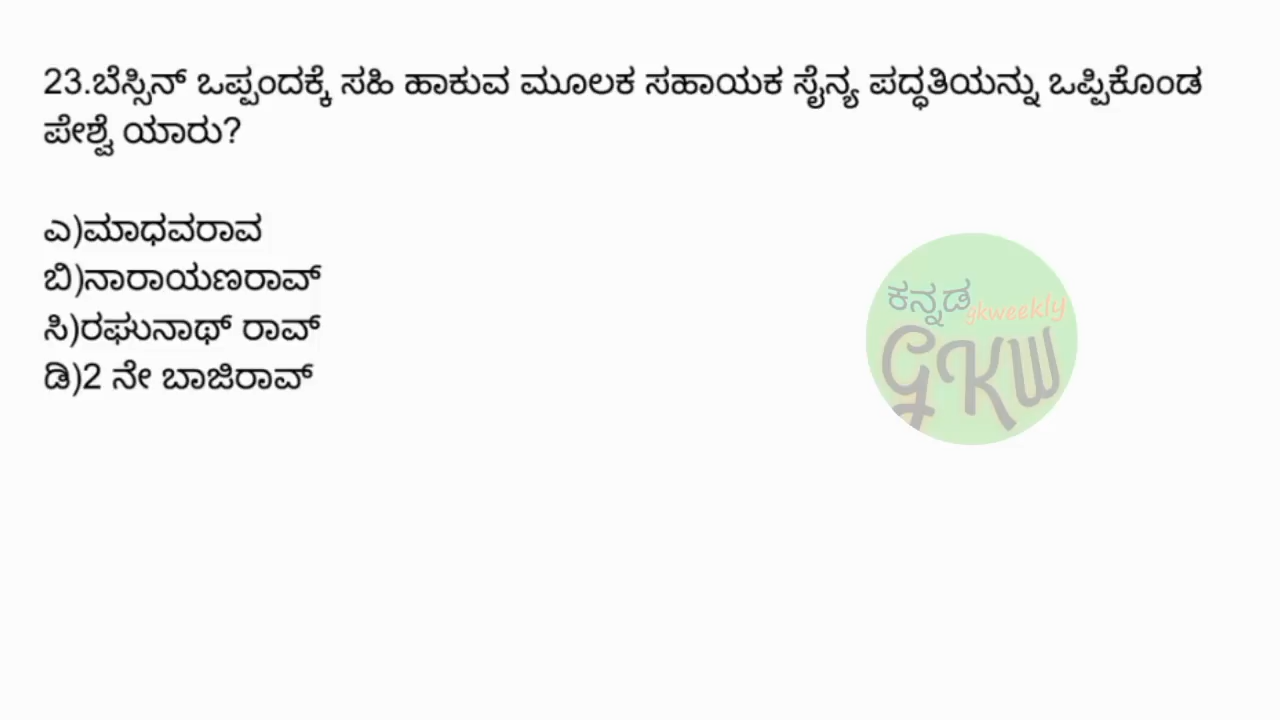 23.ಬೆಸ್ಸಿನ್ ಒಪ್ಪಂದಕ್ಕೆ ಸಹಿ ಹಾಕುವ ಮೂಲಕ ಸಹಾಯಕ ಸೈನ್ಯ ಪದ್ಧತಿಯನ್ನು ಒಪ್ಪಿಕೊಂಡ
ಪೇಶ್ವೆ ಯಾರು?
ಎ)ಮಾಧವರಾವ
ಬಿ)ನಾರಾಯಣರಾವ್
ಸಿ)ರಘುನಾಥ್ ರಾವ್
ಡಿ)2 ನೇ ಬಾಜಿರಾವ್
ಕನ್ನಡ
gkweekly
GKW